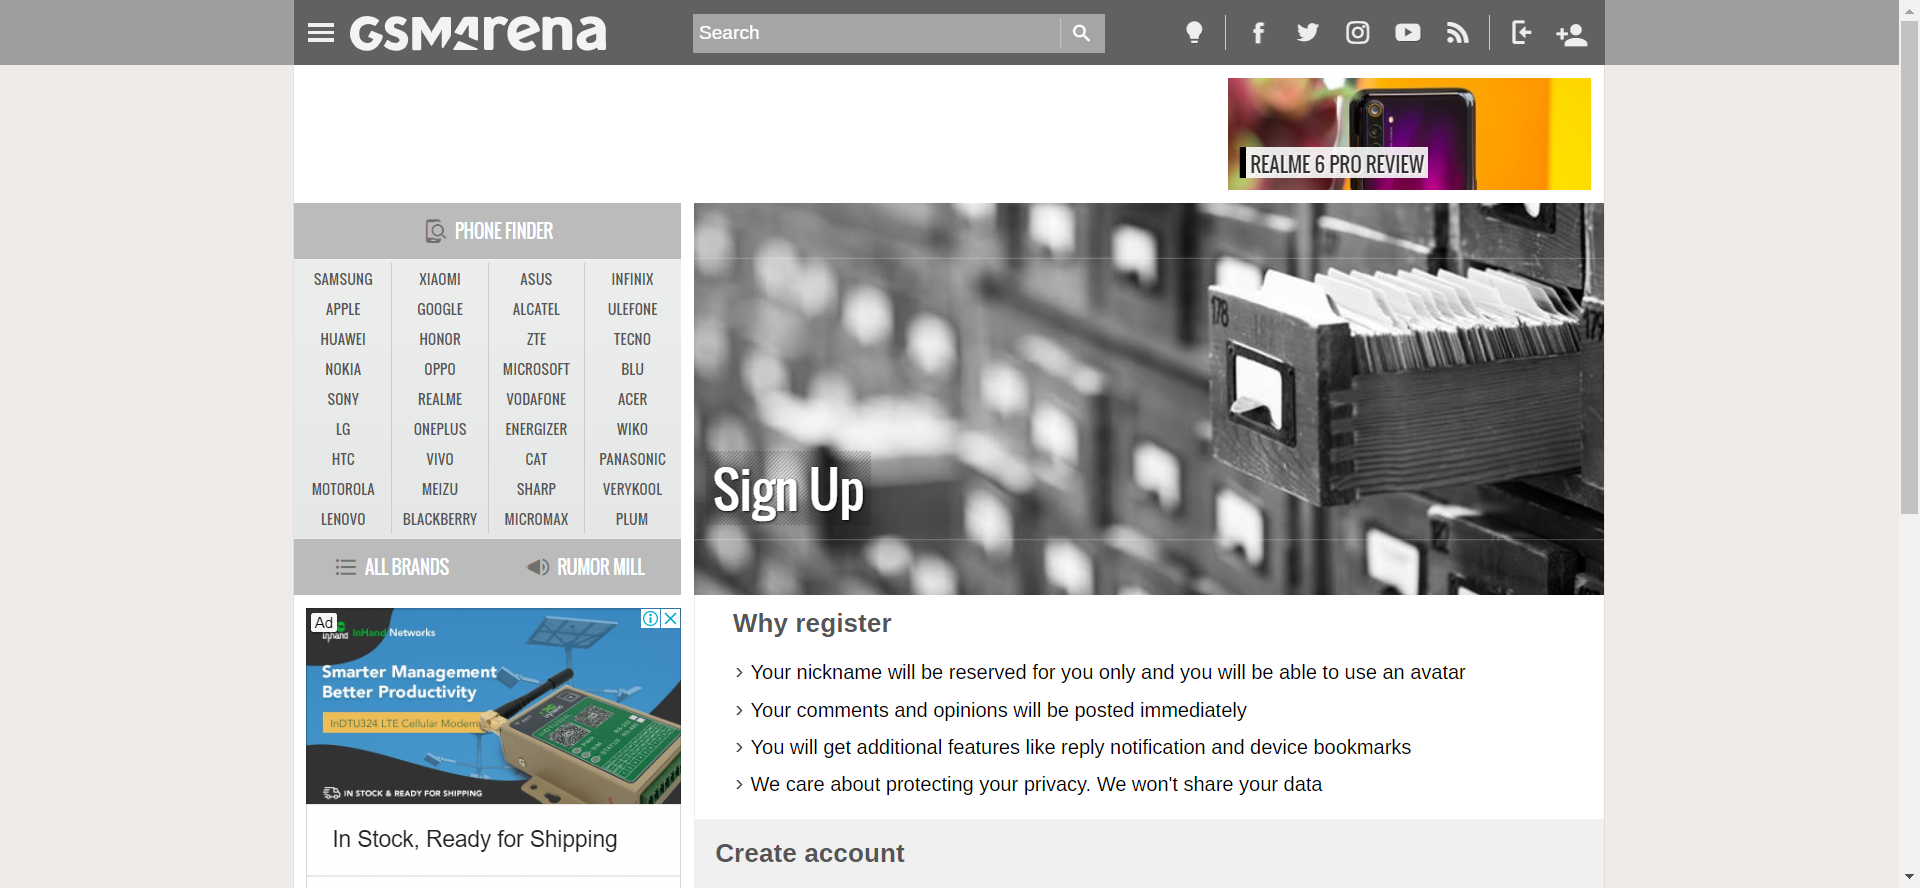 GSMArena
Search
REALME 6 PRO REVIEW
PHONE FINDER
SAMSUNG XIAOMI ASUS INFINIX
APPLE GOOGLE ALCATEL ULEFONE
HUAWEI HONOR ZTE TECNO
NOKIA OPPO MICROSOFT BLU
SONY REALME VODAFONE ACER
LG ONEPLUS ENERGIZER WIKO
HTC VIVO CAT PANASONIC
MOTOROLA MEIZU SHARP VERYKOOL
LENOVO BLACKBERRY MICROMAX PLUM
ALL BRANDS RUMOR MILL
178
Sign Up
Ad
inhand InHand Networks
Smarter Management
Better Productivity
InDTU324 LTE Cellular Modem
IN STOCK & READY FOR SHIPPING
In Stock, Ready for Shipping
Why register
Your nickname will be reserved for you only and you will be able to use an avatar
Your comments and opinions will be posted immediately
You will get additional features like reply notification and device bookmarks
We care about protecting your privacy. We won't share your data
Create account